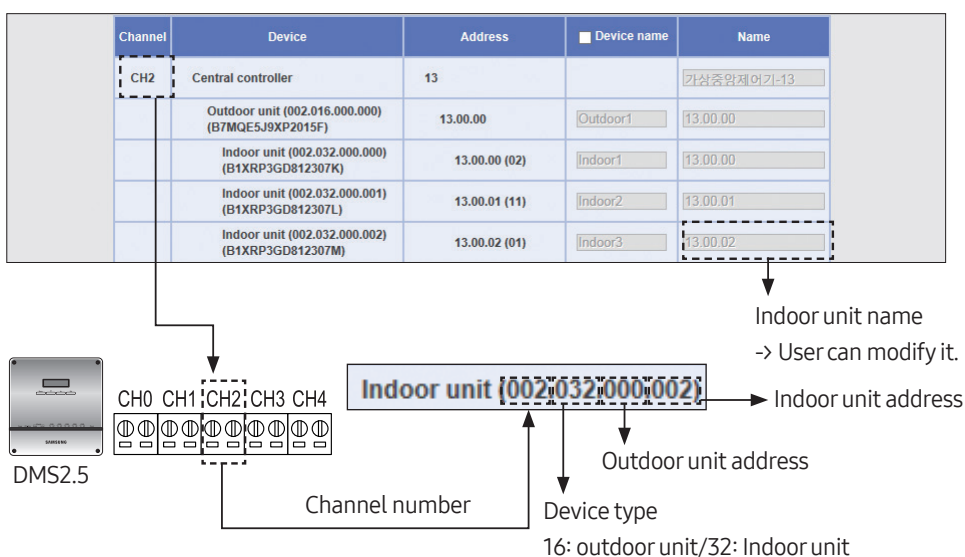 Channel Device Address Device name Name
CH2 Central controller 13 가상중앙제어기-13
Outdoor unit (002.016.000.000)
(B7MQE5J9XP2015F) 13.00.00 Outdoor1 13.00.00
Indoor unit (002.032.000.000)
(B1XRP3GD812307K) 13.00.00 (02) Indoor1 13.00.00
Indoor unit (002.032.000.001)
(B1XRP3GD812307L) 13.00.01 (11) Indoor2 13.00.01
Indoor unit (002.032.000.002)
(B1XRP3GD812307M) 13.00.02 (01) Indoor3 13.00.02
Indoor unit name
-> User can modify it.
CH0 CH1 CH2 CH3 CH4
SAMSUNG
DMS2.5
Indoor unit (002,032,000,002)
Indoor unit address
Outdoor unit address
Channel number
Device type
16: outdoor unit/32: Indoor unit